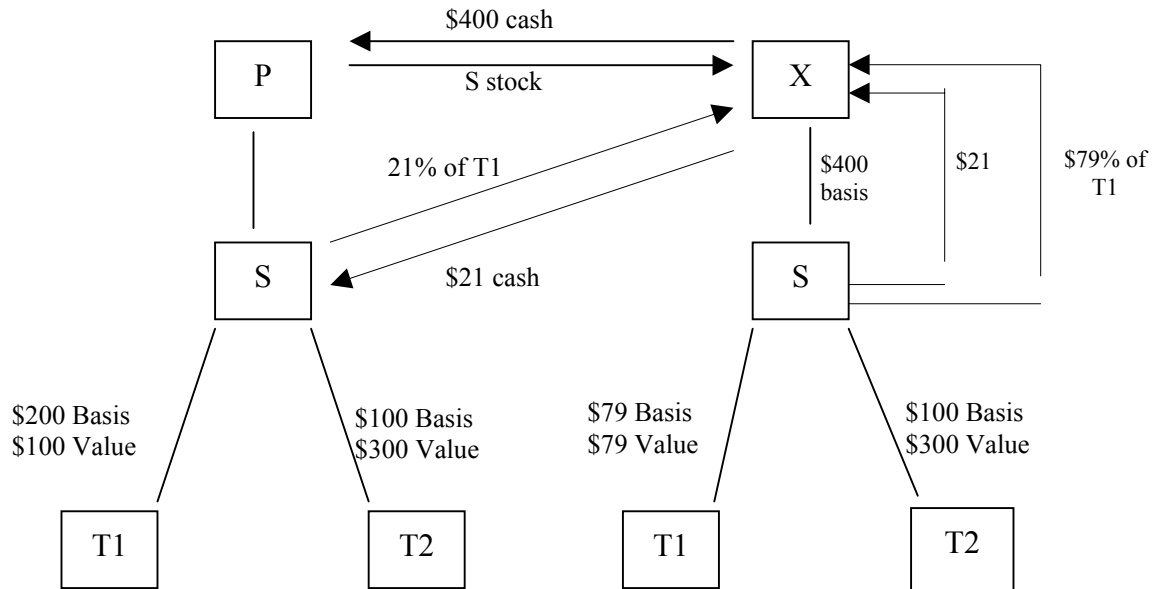 $400 cash
P
S stock
X
21% of T1
$400
basis
$21
$79% of
T1
S
$21 cash
S
$200 Basis
$100 Value
$100 Basis
$300 Value
$79 Basis
$79 Value
$100 Basis
$300 Value
T1
T2
T1
T2